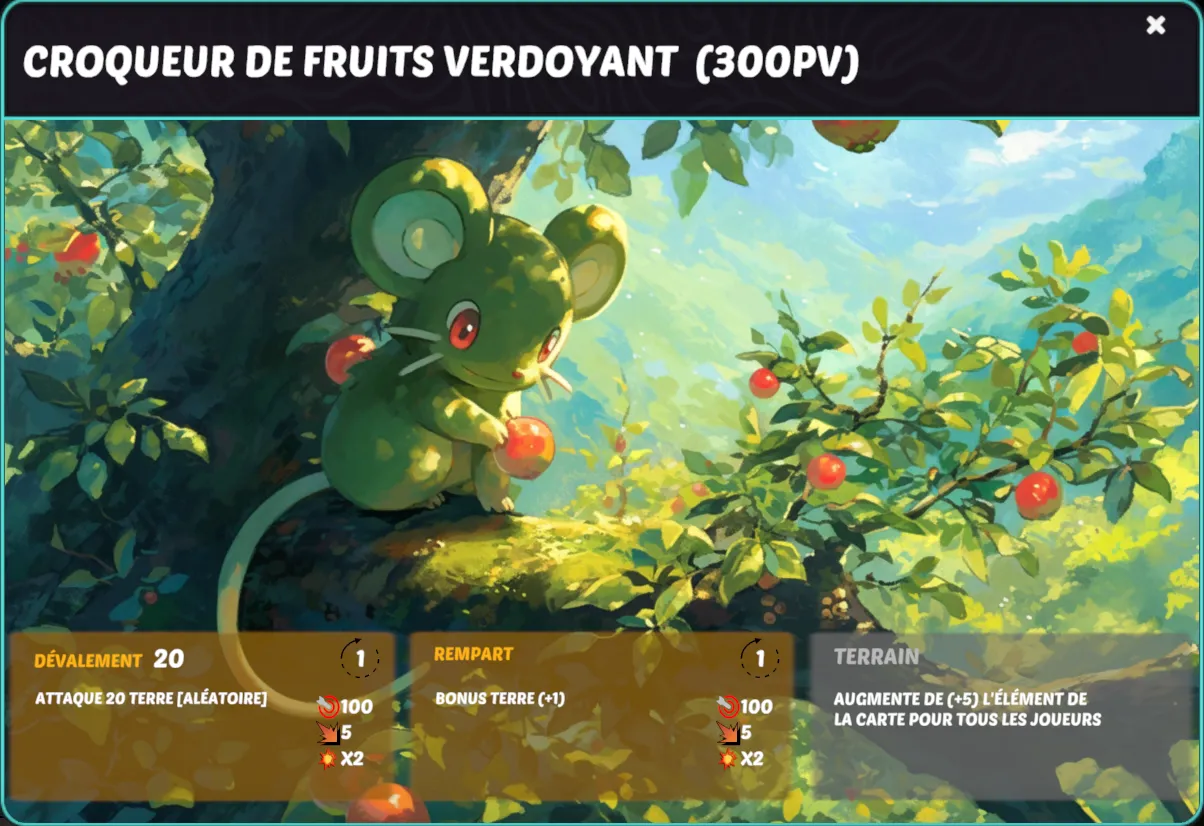 CROQUEUR DE FRUITS VERDOYANT (300PV)
DÉVALEMENT 20
1
ATTAQUE 20 TERRE [ALÉATOIRE]
100
5
X2
REMPART
1
BONUS TERRE (+1)
100
5
X2
TERRAIN
AUGMENTE DE (+5) L'ÉLÉMENT DE
LA CARTE POUR TOUS LES JOUEURS